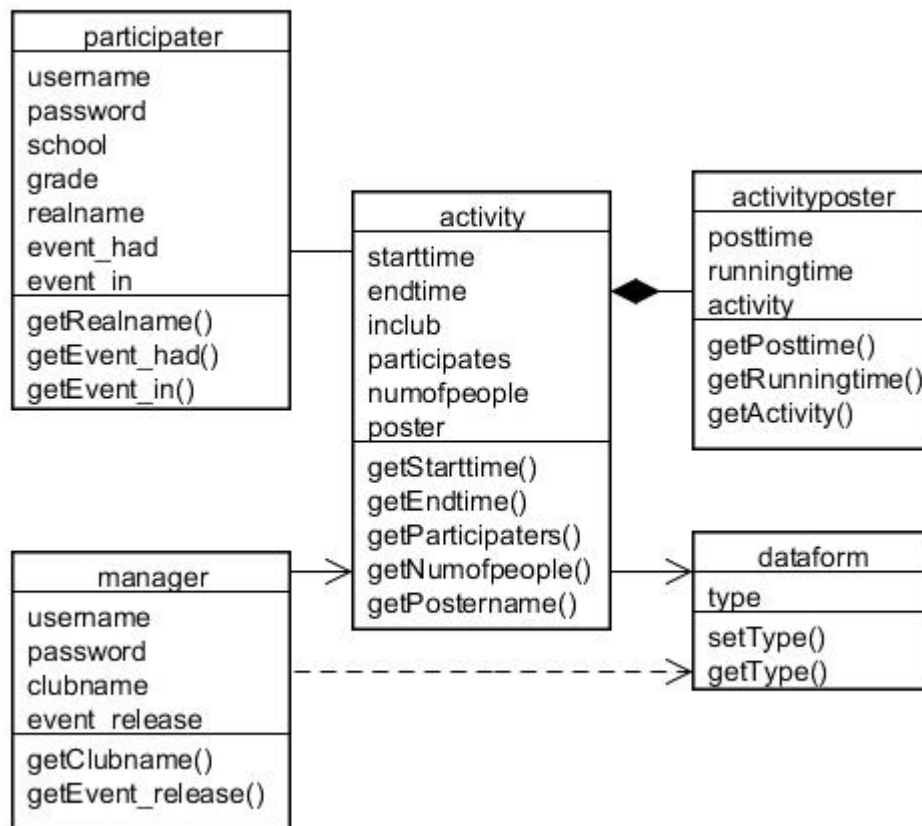 participater
username
password
school
grade
realname
event_had
event_in
getRealname()
getEvent_had()
getEvent_in()
activity
starttime
endtime
inclub
participates
numofpeople
poster
getStarttime()
getEndtime()
getParticipaters()
getNumofpeople()
getPostername()
activityposter
posttime
runningtime
activity
getPosttime()
getRunningtime()
getActivity()
manager
username
password
clubname
event_release
getClubname()
getEvent_release()
dataform
type
setType()
getType()